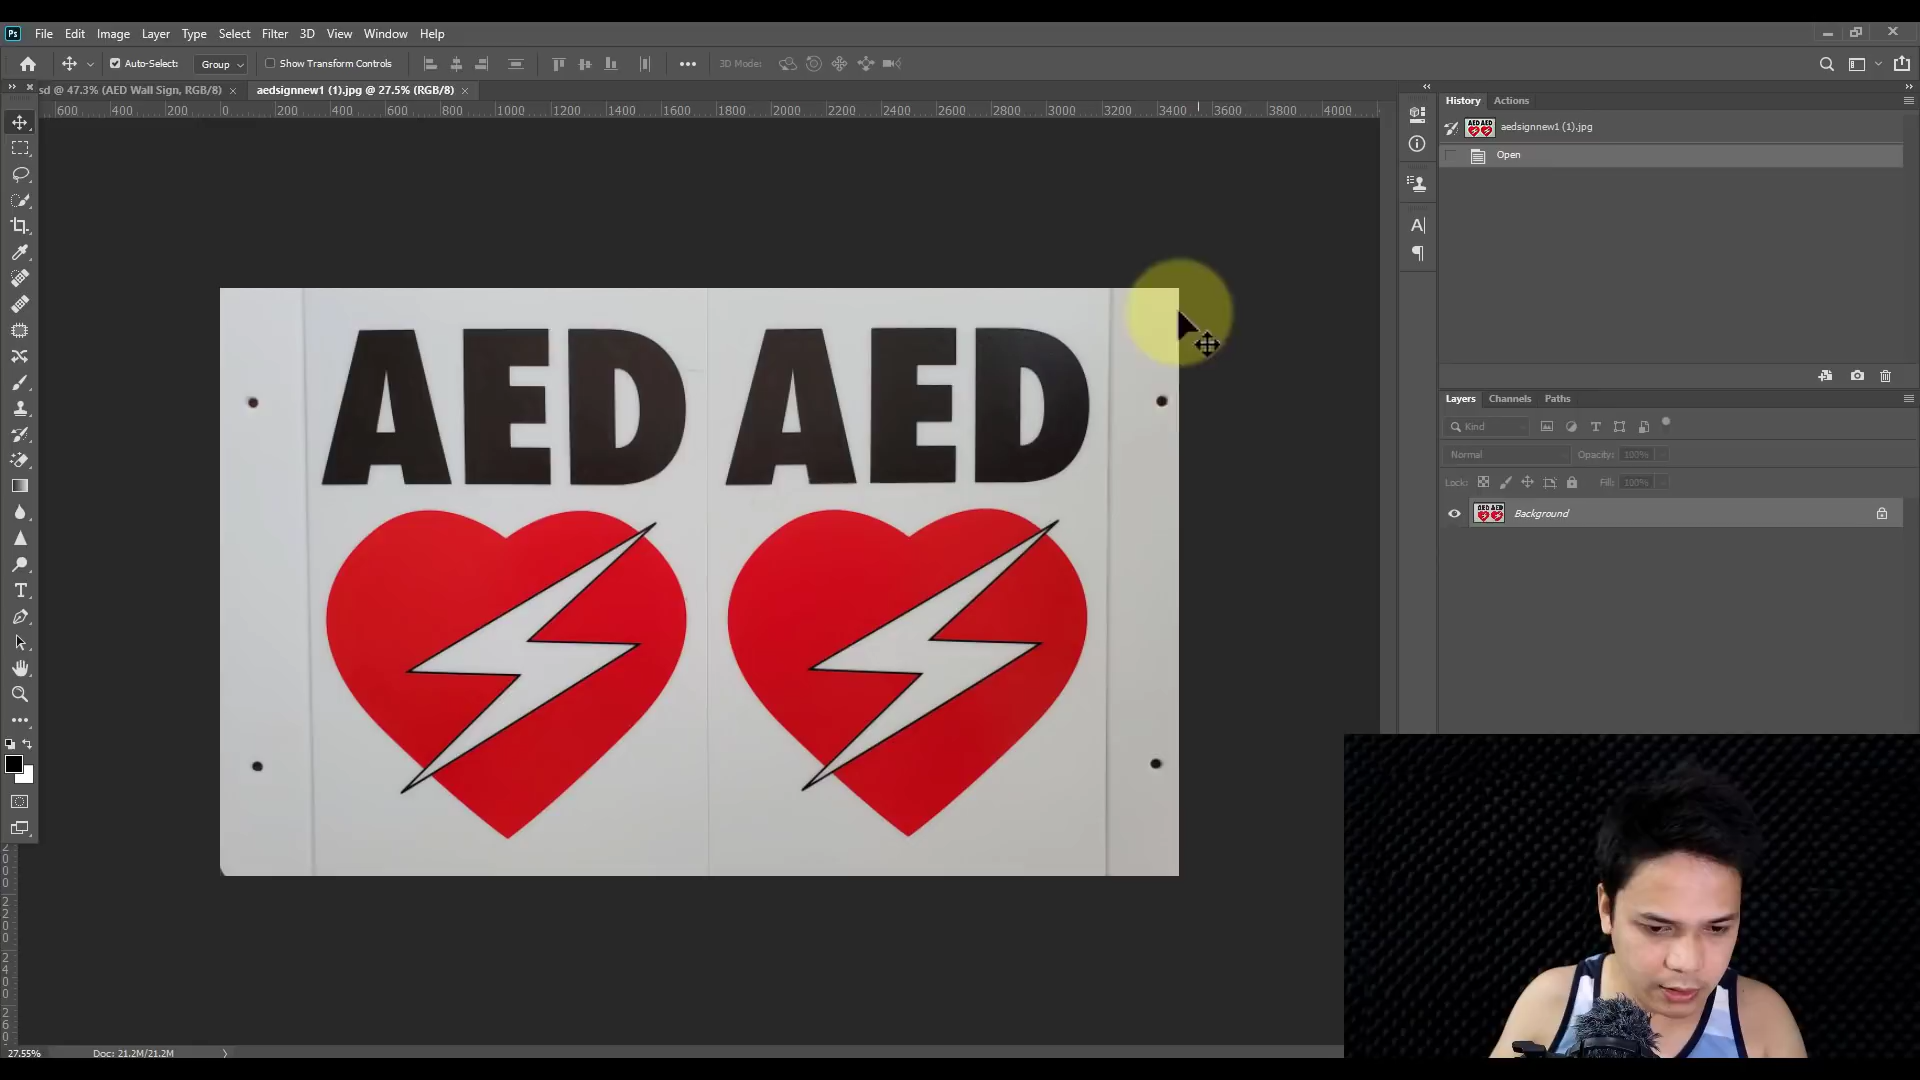 Ps File Edit Image Layer Type Select Filter 3D View Window Help
Auto-Select: Group Show Transform Controls 3D Mode:
sd @ 47.3% (AED Wall Sign, RGB/8) × aedsignnew1 (1).jpg @ 27.5% (RGB/8) ×
600 400 200 0 200 400 600 800 1000 1200 1400 1600 1800 2000 2200 2400 2600 2800 3000 3200 3400 3600 3800 4000
History Actions
aedsignnew1 (1).jpg
Open
AED AED
Layers Channels Paths
Kind
Normal Opacity: 100%
Lock: Fill: 100%
Background
27.55% Doc: 21.2M/21.2M